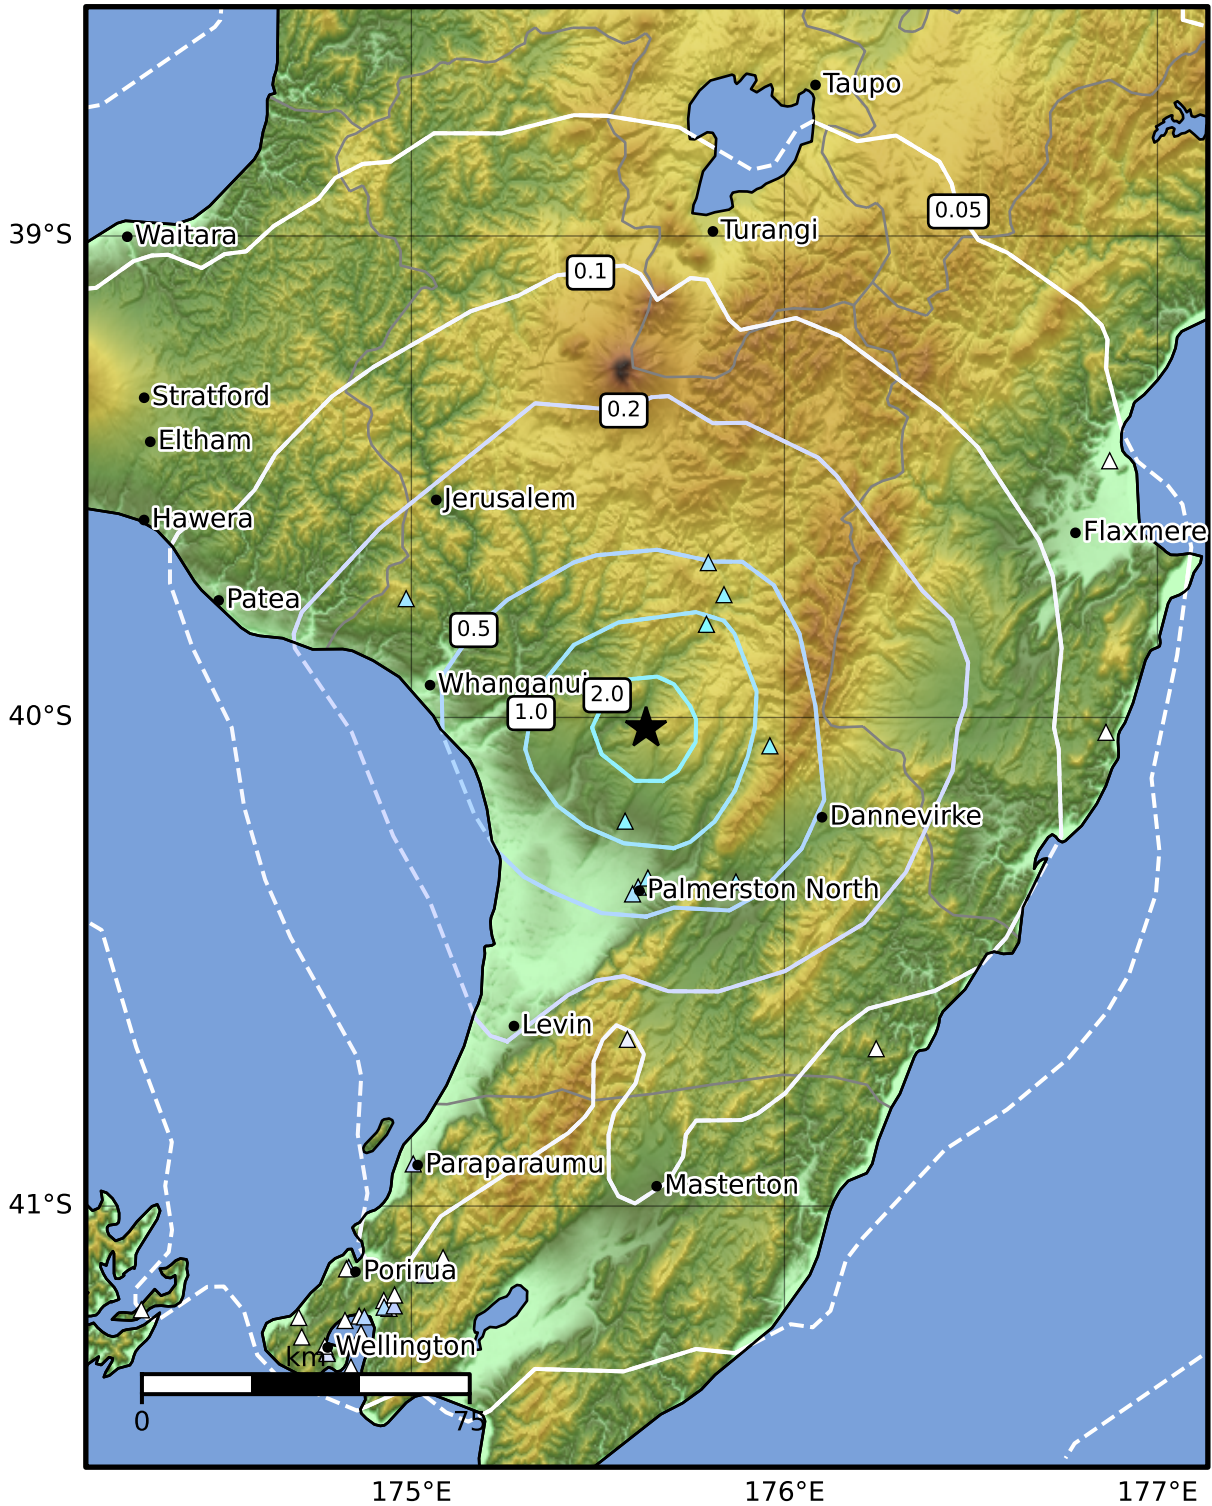 Taupo
0.05
Turangi
39°S
Waitara
0.1
Stratford
0.2
Eltham
Jerusalem
Hawera
Flaxmere
Patea
0.5
Whanganui
2.0
1.0
40°S
Dannevirke
Palmerston North
Levin
Paraparaumu
Masterton
41°S
Porirua
Wellington
km
0 75
175°E 176°E 177°E